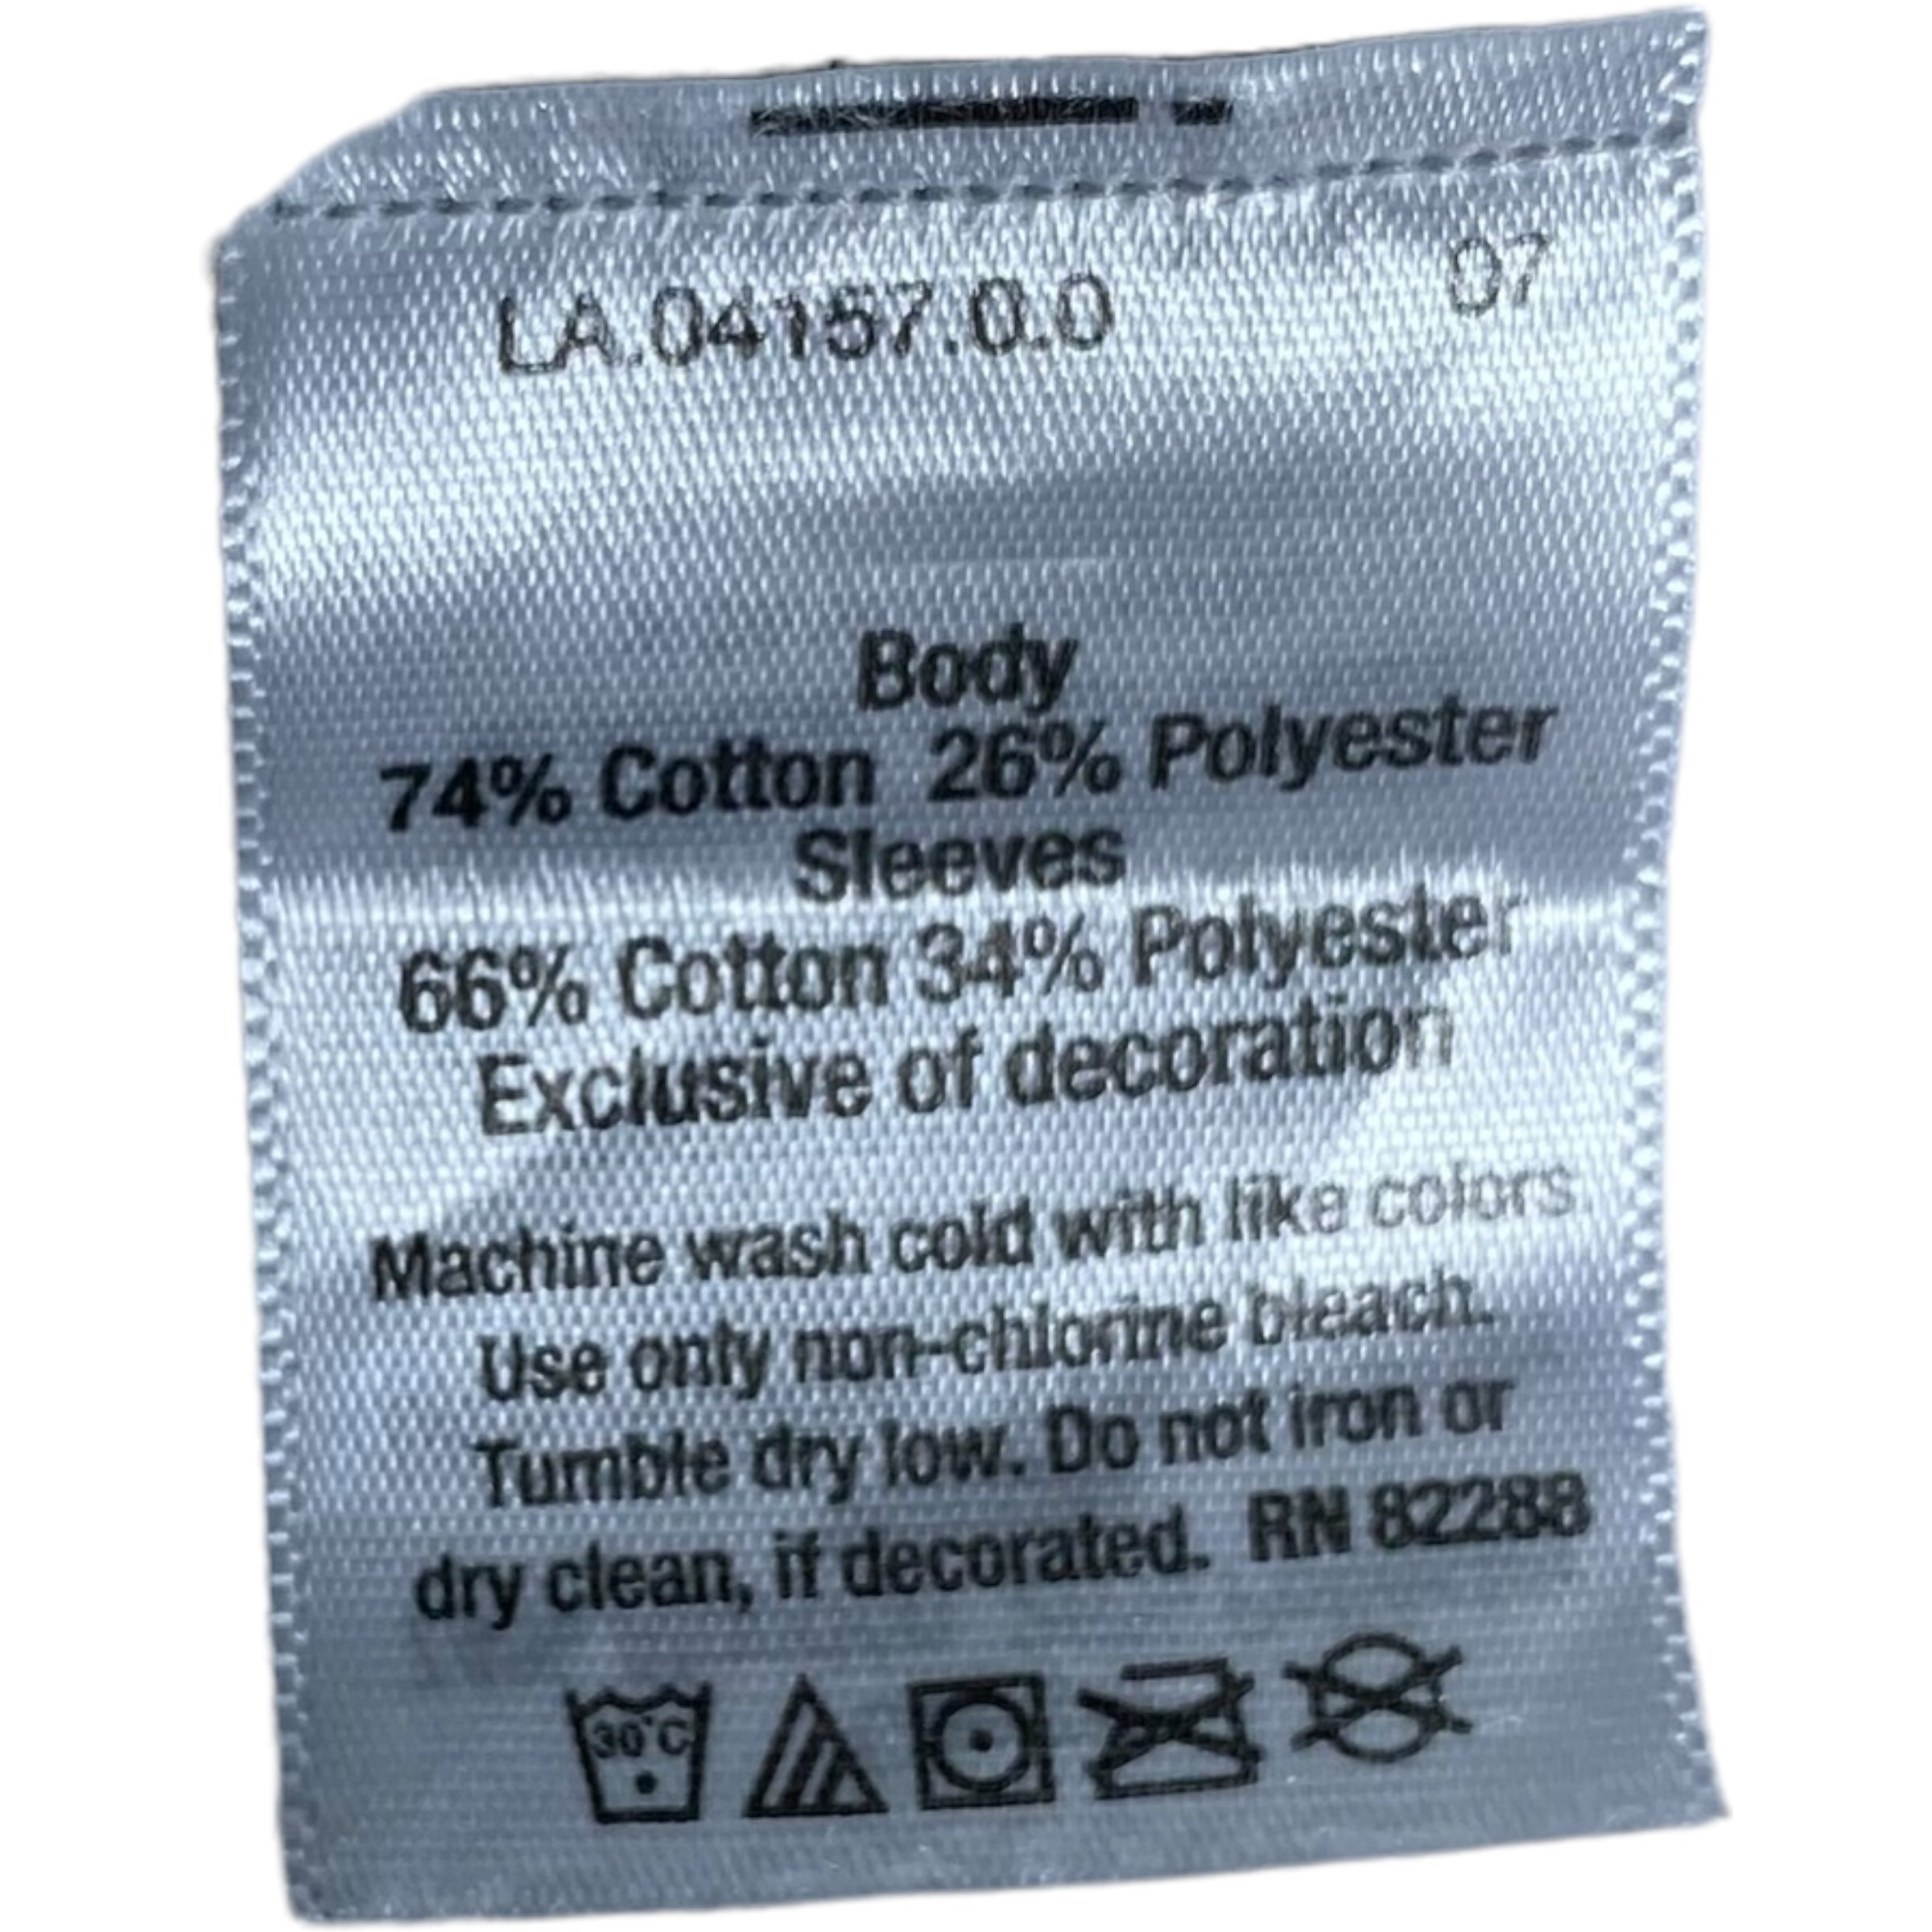 LA.04157.0.0 07
Body
74% Cotton 26% Polyester
Sleeves
66% Cotton 34% Polyester
Exclusive of decoration
Machine wash cold with like colors.
Use only non-chlorine bleach.
Tumble dry low. Do not iron or
dry clean, if decorated. RN 82288
30°C